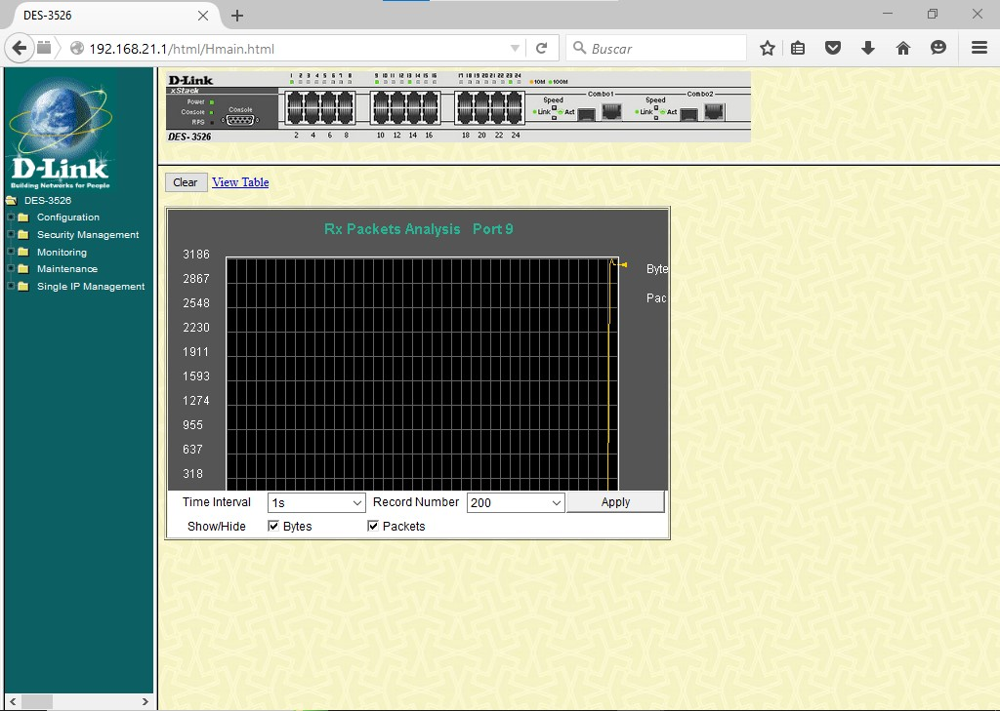 DES-3526
192.168.21.1/html/Hmain.html
Buscar
D-Link
Building Networks for People
DES-3526
Configuration
Security Management
Monitoring
Maintenance
Single IP Management
D-Link
xStack
Power
Console
RPS
Console
DES-3526
1 2 3 4 5 6 7 8 9 10 11 12 13 14 15 16 17 18 19 20 21 22 23 24 10M 100M
Combo1 Combo2
Speed Speed
Link Act Link Act
2 4 6 8 10 12 14 16 18 20 22 24
Clear View Table
Rx Packets Analysis Port 9
3186
2867
2548
2230
1911
1593
1274
955
637
318
Byte
Pac
Time Interval 1s Record Number 200 Apply
Show/Hide Bytes Packets